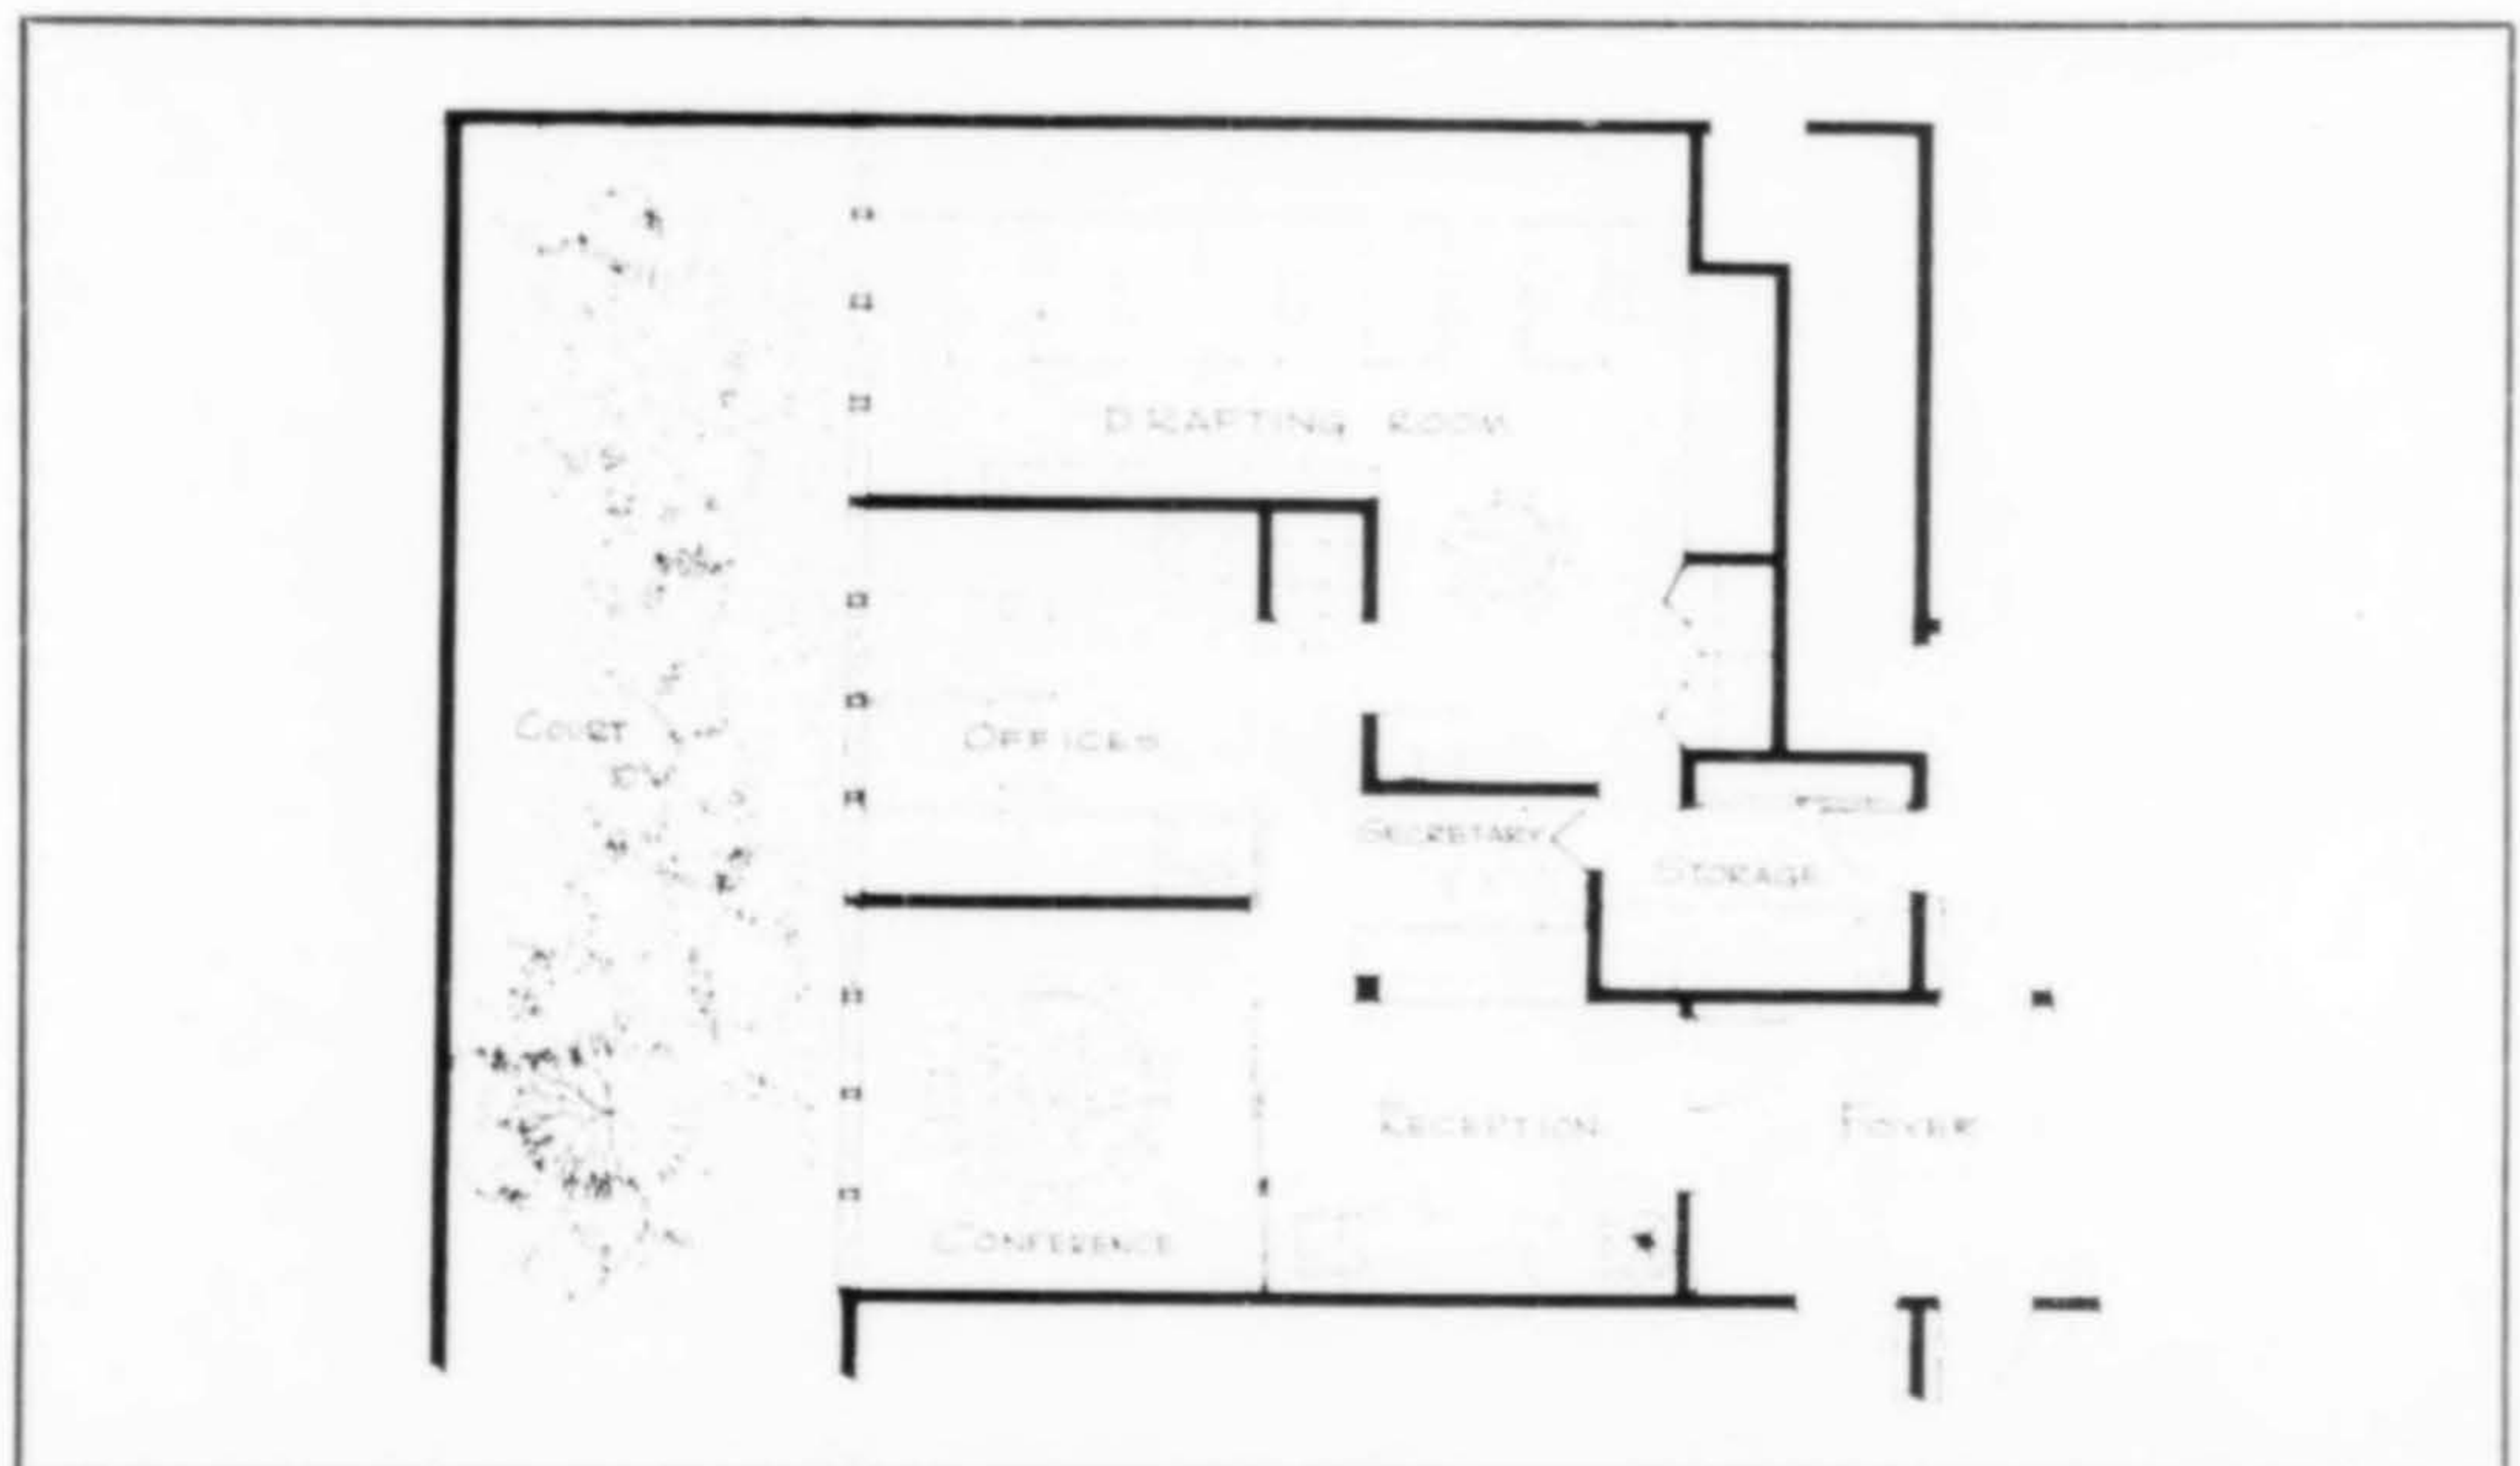 DRAFTING ROOM
COURT
OFFICES
SECRETARY
STORAGE
RECEPTION
FOYER
CONFERENCE